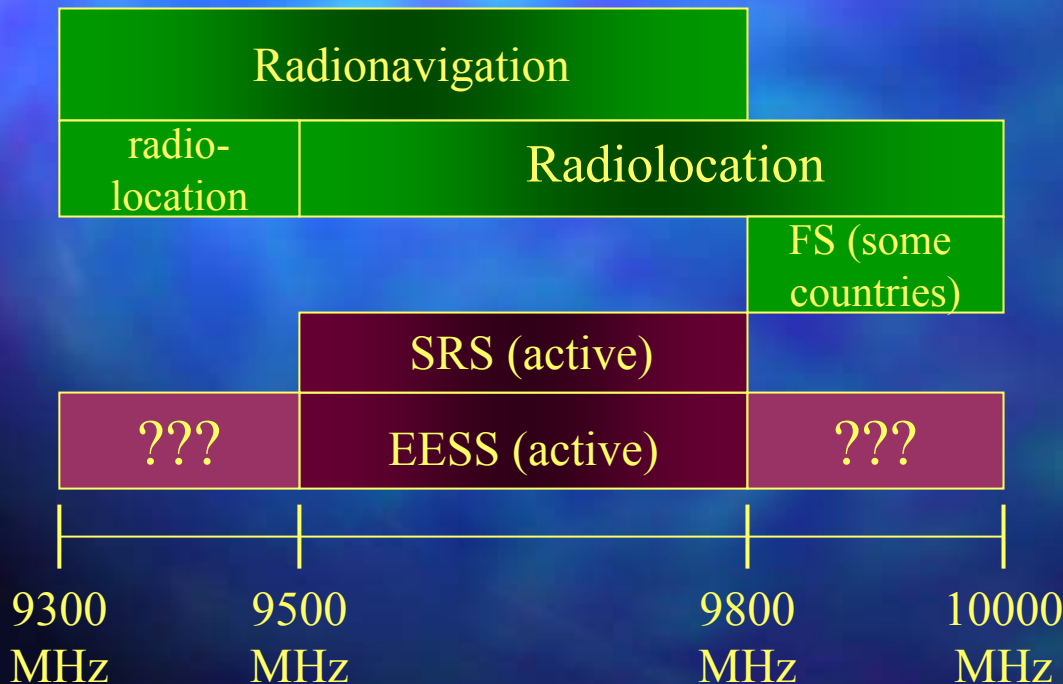 Radionavigation
radio-
location
Radiolocation
FS (some
countries)
SRS (active)
???
EESS (active)
???
9300
MHz
9500
MHz
9800
MHz
10000
MHz